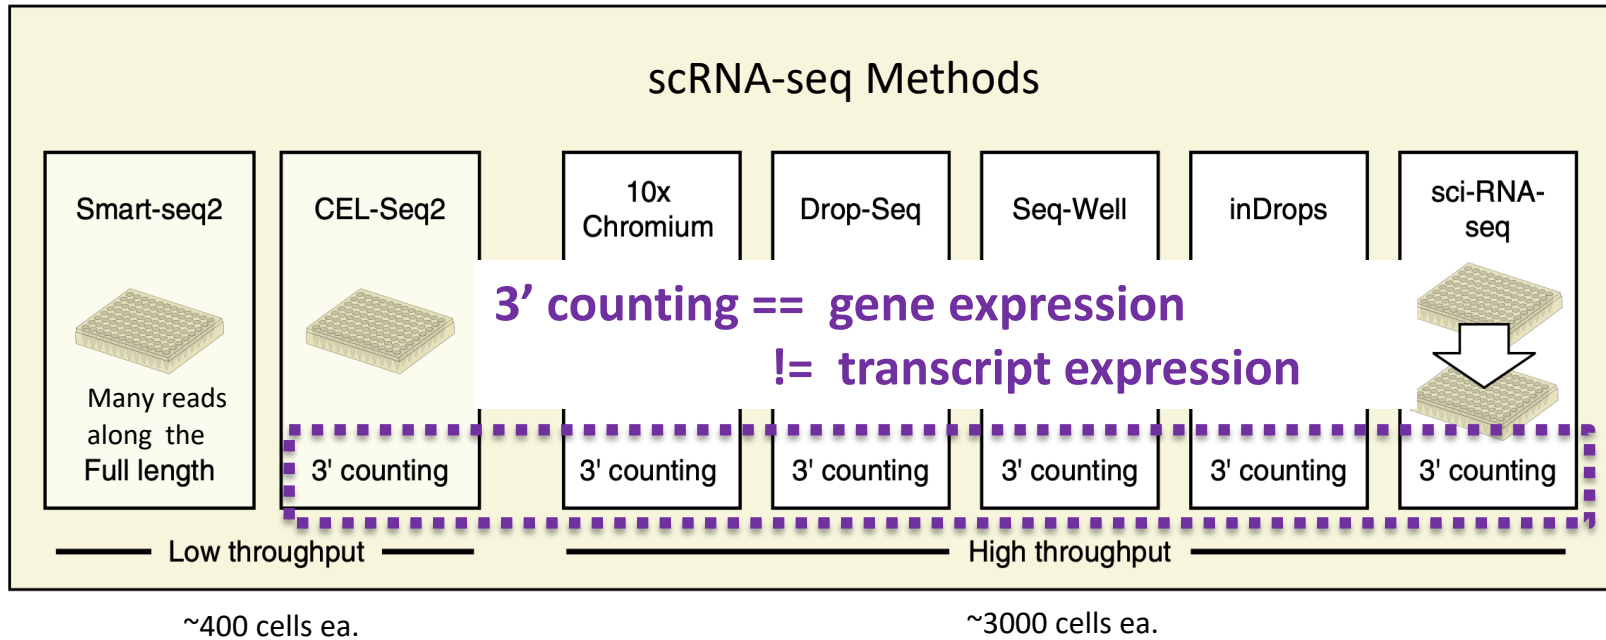 scRNA-seq Methods
Smart-seq2
Many reads
along the
Full length
CEL-Seq2
3' counting
10x
Chromium
3' counting
Drop-Seq
3' counting
Seq-Well
3' counting
inDrops
3' counting
sci-RNA-
seq
3' counting
3’ counting == gene expression
!= transcript expression
Low throughput
High throughput
~400 cells ea.
~3000 cells ea.